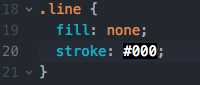 18 .line {
19 fill: none;
20 stroke: #000;
21 }